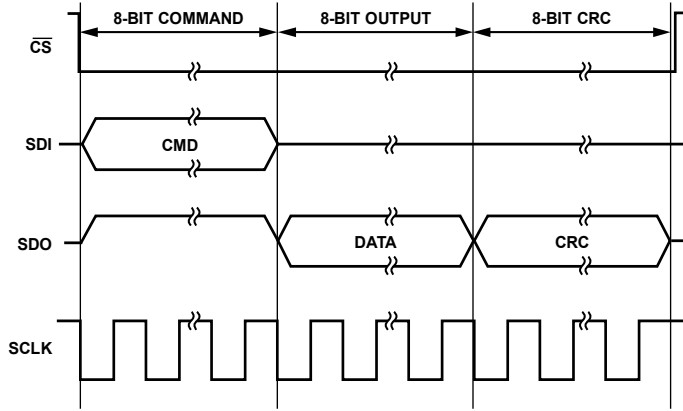 8-BIT COMMAND 8-BIT OUTPUT 8-BIT CRC
CS
SDI CMD
SDO DATA CRC
SCLK